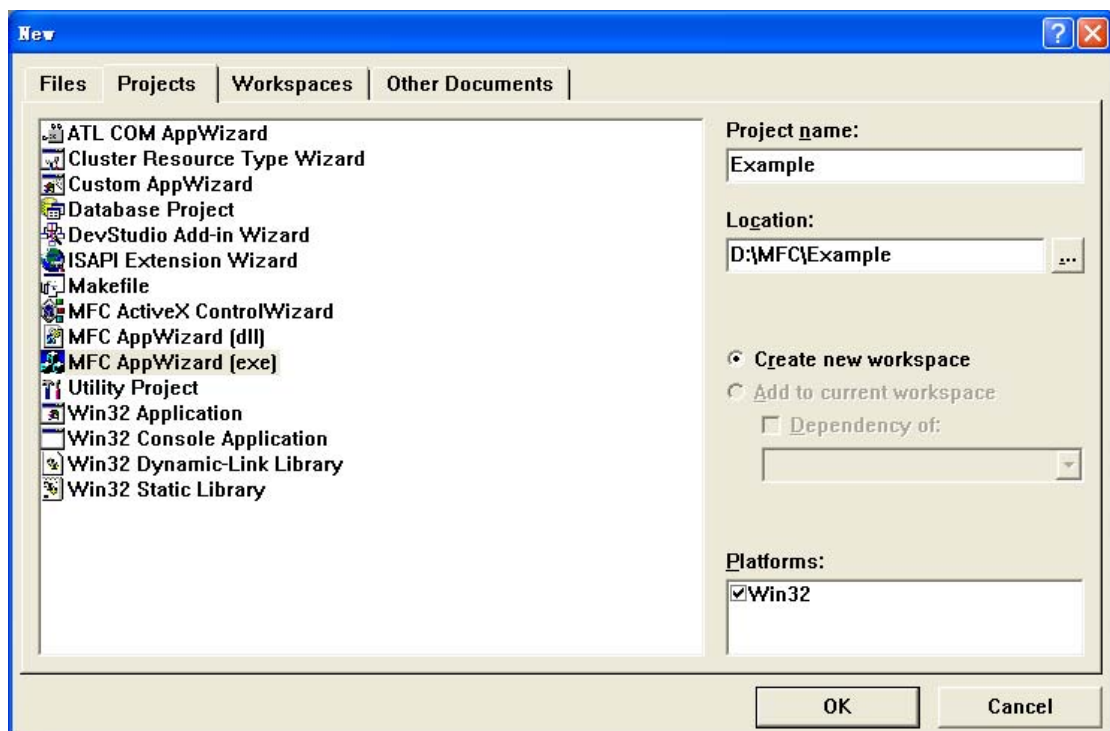 New
Files
Projects
Workspaces
Other Documents
ATL COM AppWizard
Cluster Resource Type Wizard
Custom AppWizard
Database Project
DevStudio Add-in Wizard
ISAPI Extension Wizard
Makefile
MFC ActiveX ControlWizard
MFC AppWizard (dll)
MFC AppWizard (exe)
Utility Project
Win32 Application
Win32 Console Application
Win32 Dynamic-Link Library
Win32 Static Library
Project name:
Example
Location:
D:\MFC\Example
...
Create new workspace
Add to current workspace
Dependency of:
Platforms:
Win32
OK
Cancel